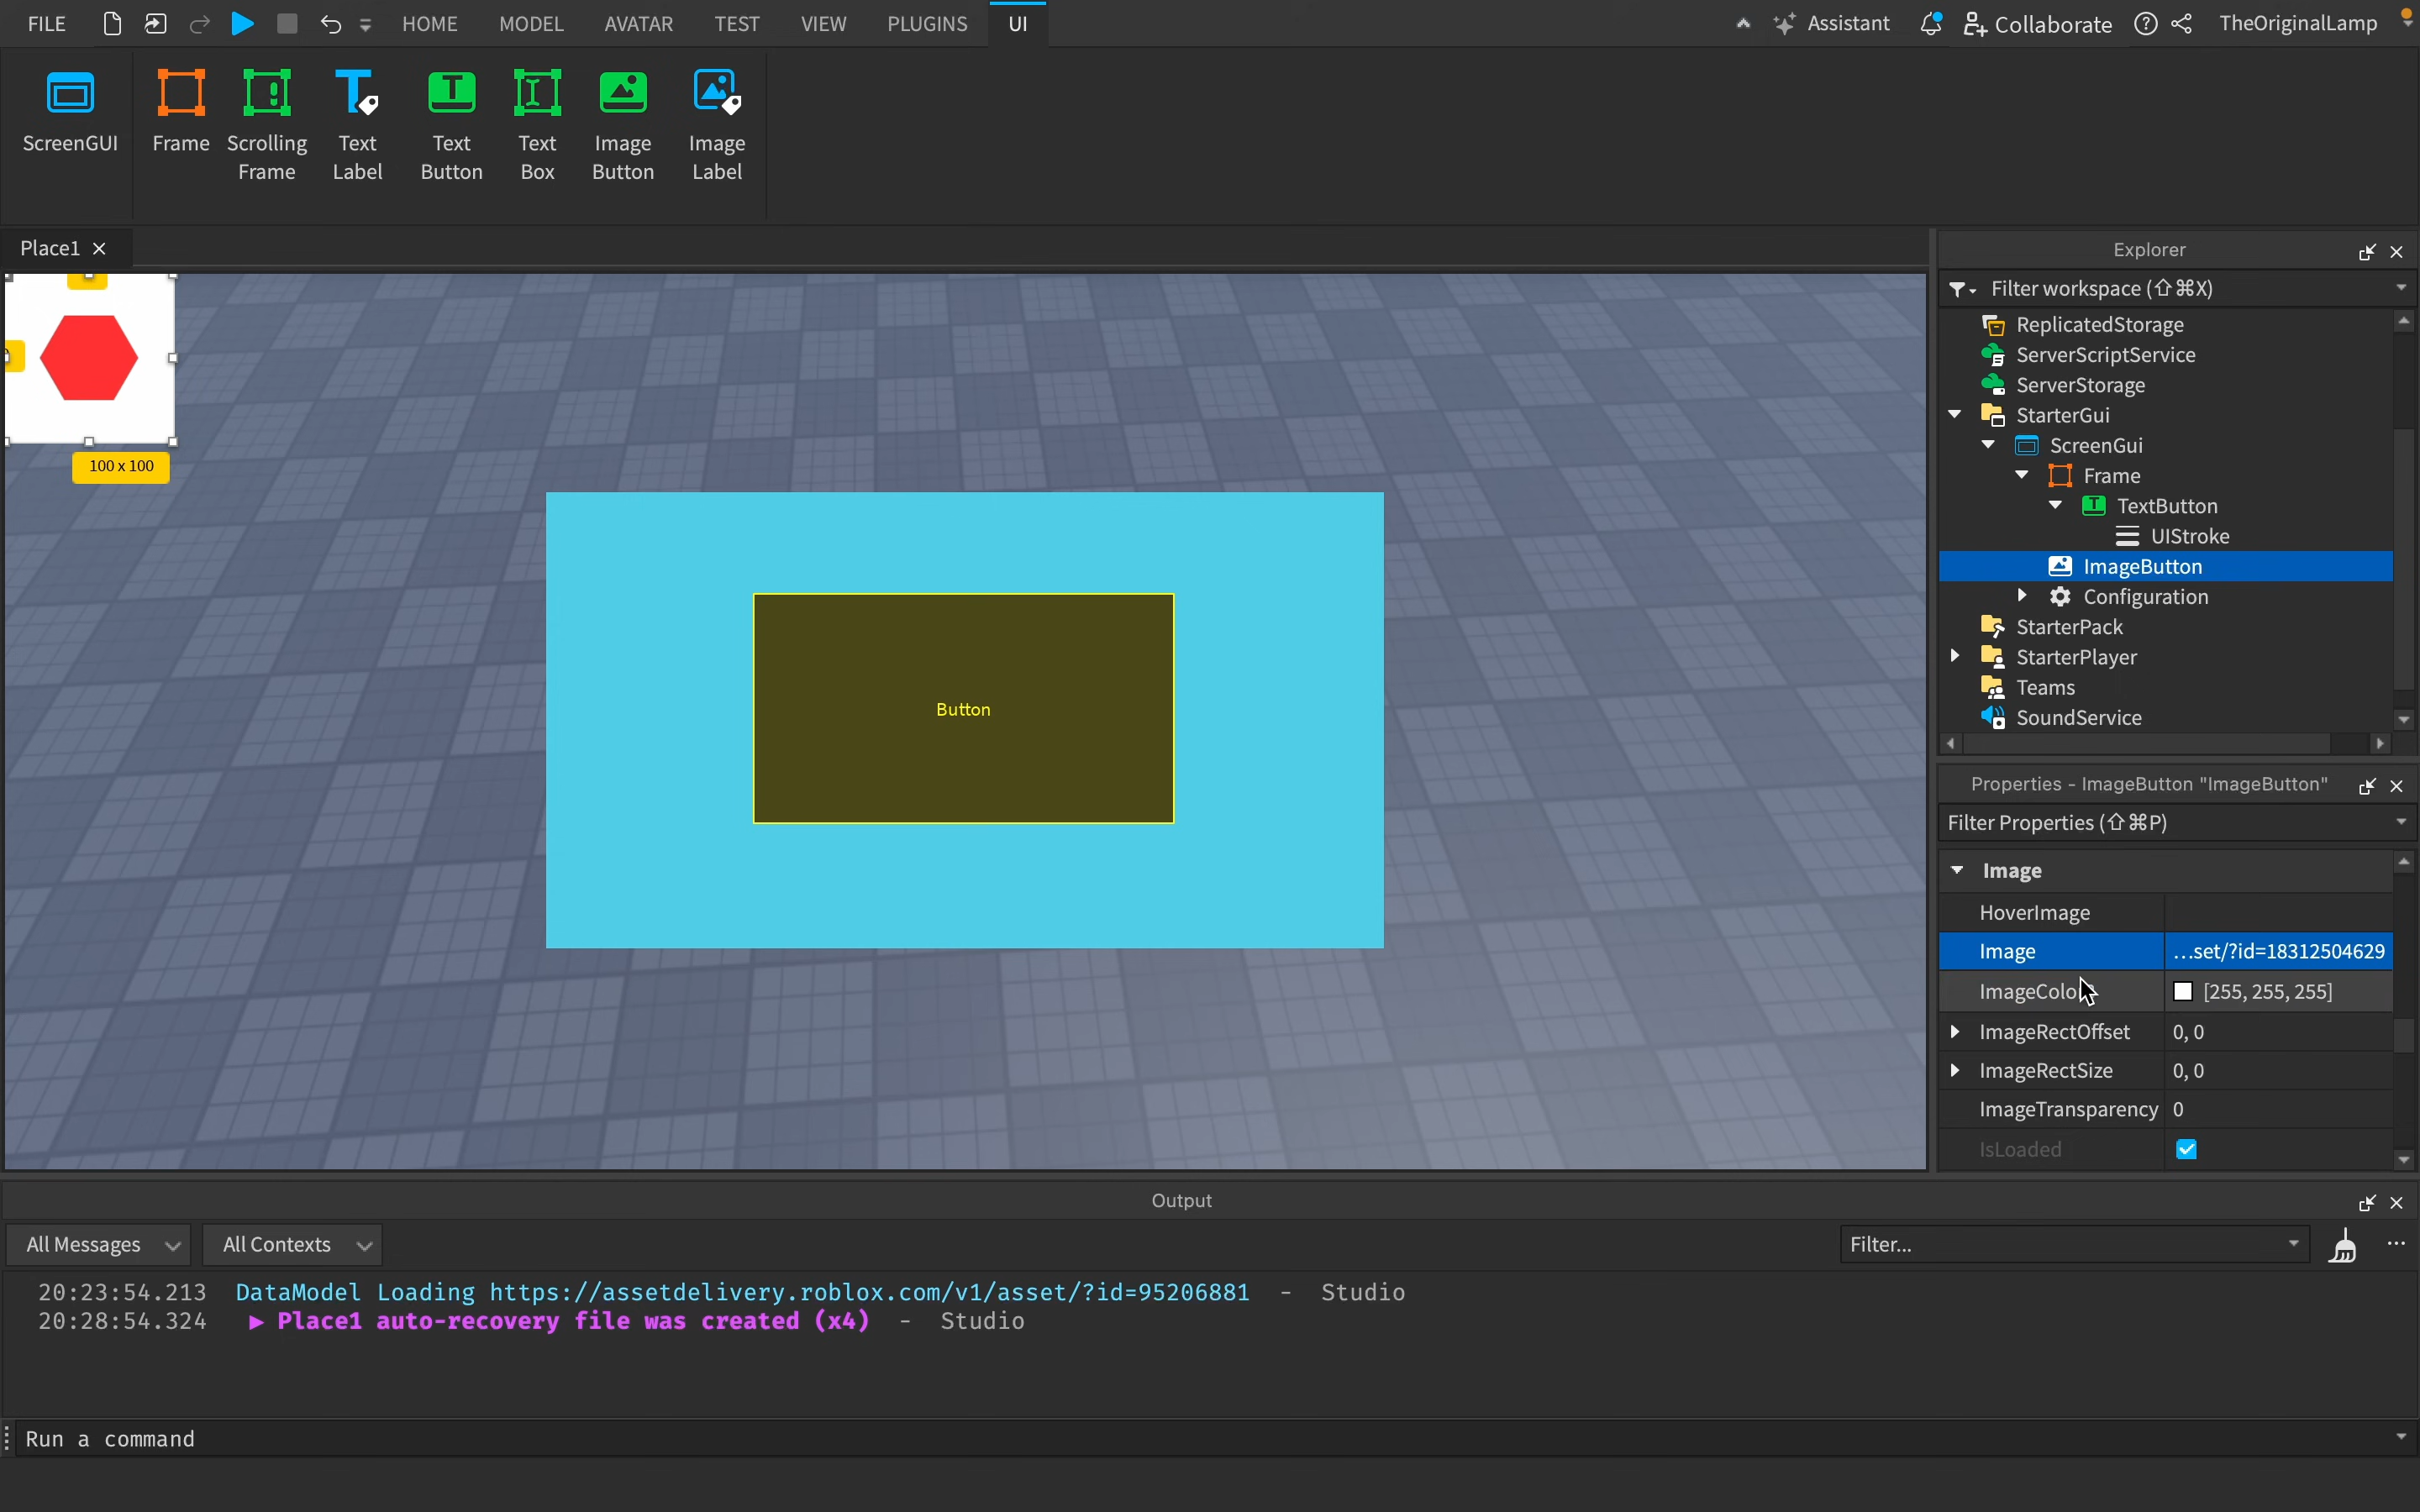 FILE HOME MODEL AVATAR TEST VIEW PLUGINS UI Assistant Collaborate TheOriginalLamp
ScreenGUI
Frame
Scrolling
Frame
Text
Label
Text
Button
Text
Box
Image
Button
Image
Label
Place1
100 x 100
Button
Explorer
Filter workspace (⇧⌘X)
ReplicatedStorage
ServerScriptService
ServerStorage
StarterGui
ScreenGui
Frame
TextButton
UIStroke
ImageButton
Configuration
StarterPack
StarterPlayer
Teams
SoundService
Properties - ImageButton "ImageButton"
Filter Properties (⇧⌘P)
Image
HoverImage
Image ...set/?id=18312504629
[255, 255, 255]
ImageRectOffset 0, 0
ImageRectSize 0, 0
ImageTransparency 0
IsLoaded
Output
All Messages All Contexts Filter...
20:23:54.213 DataModel Loading https://assetdelivery.roblox.com/v1/asset/?id=95206881 - Studio
20:28:54.324 ▶ Place1 auto-recovery file was created (x4) - Studio
Run a command